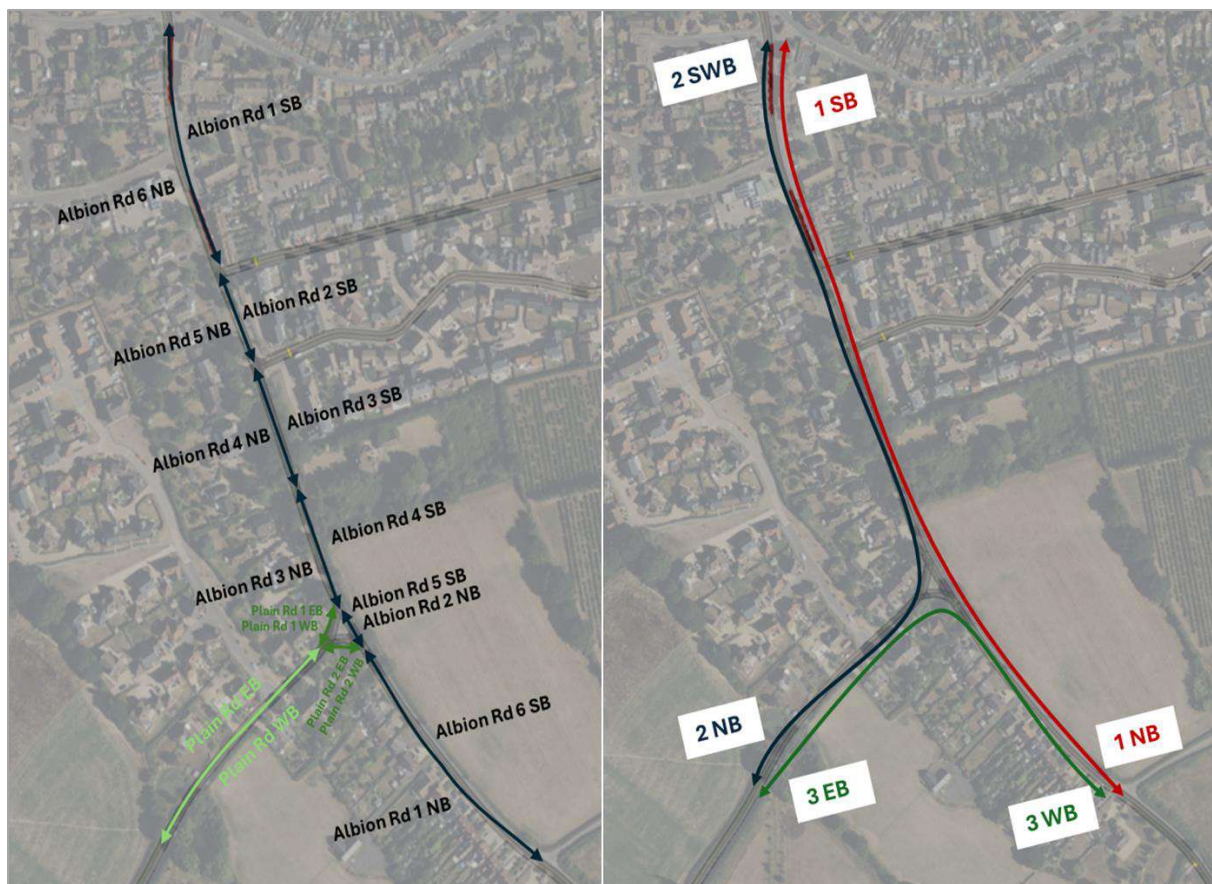 Albion Rd 1 SB
Albion Rd 6 NB
Albion Rd 2 SB
Albion Rd 5 NB
Albion Rd 3 SB
Albion Rd 4 NB
Albion Rd 4 SB
Albion Rd 3 NB
Albion Rd 5 SB
Albion Rd 2 NB
Plain Rd 1 EB
Plain Rd 1 WB
Plain Rd 2 EB
Plain Rd 2 WB
Plain Rd EB
Plain Rd WB
Albion Rd 6 SB
Albion Rd 1 NB
2 SWB
1 SB
2 NB
1 NB
3 EB
3 WB